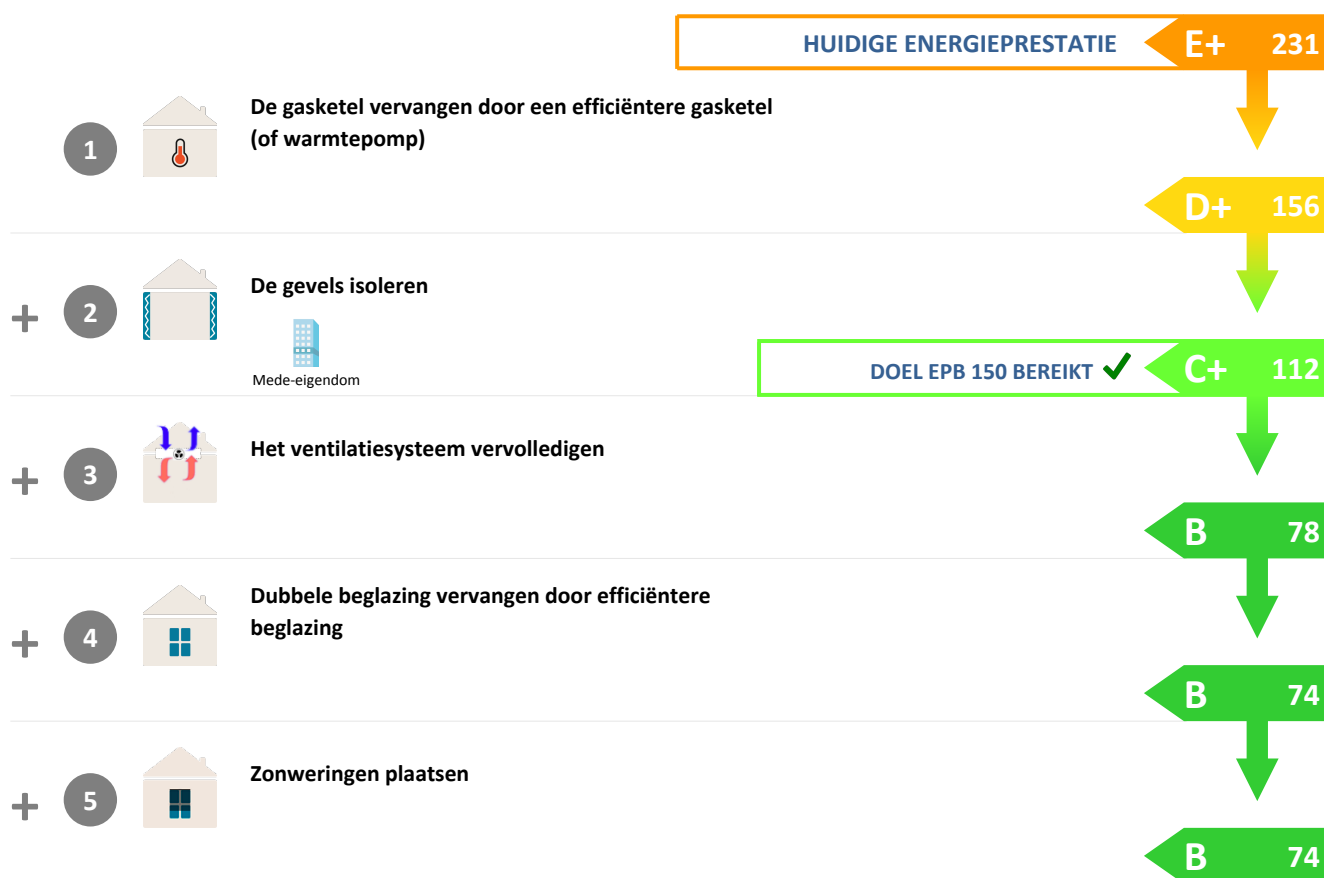 HUIDIGE ENERGIEPRESTATIE E+ 231
1 De gasketel vervangen door een efficiëntere gasketel
(of warmtepomp)
D+ 156
+ 2 De gevels isoleren
Mede-eigendom
DOEL EPB 150 BEREIKT ✓ C+ 112
+ 3 Het ventilatiesysteem vervolledigen
B 78
+ 4 Dubbele beglazing vervangen door efficiëntere
beglazing
B 74
+ 5 Zonweringen plaatsen
B 74